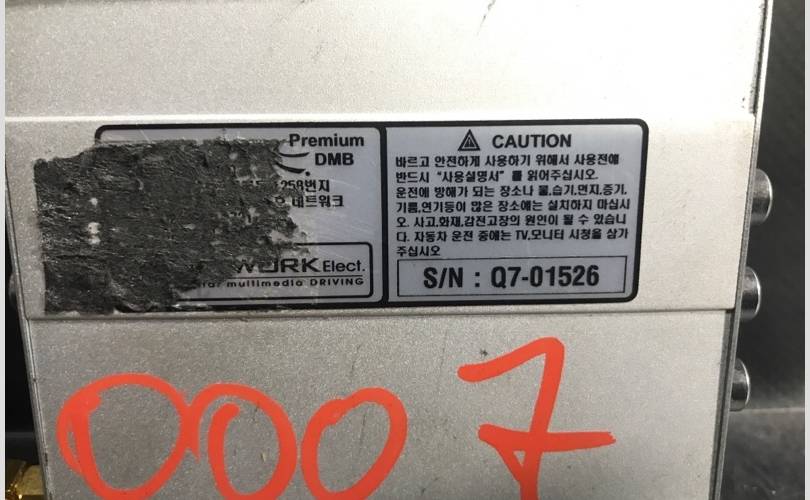 Premium
DMB
258번지
네트워크
WORK Elect.
multimedia DRIVING
CAUTION
바르고 안전하게 사용하기 위해서 사용전에
반드시 "사용설명서" 를 읽어주십시오.
운전에 방해가 되는 장소나 물,습기,먼지,증기,
기름,연기등이 많은 장소에는 설치하지 마십시
오. 사고,화재,감전고장의 원인이 될 수 있습니
다. 자동차 운전 중에는 TV,모니터 시청을 삼가
주십시오
S/N : Q7-01526
0007